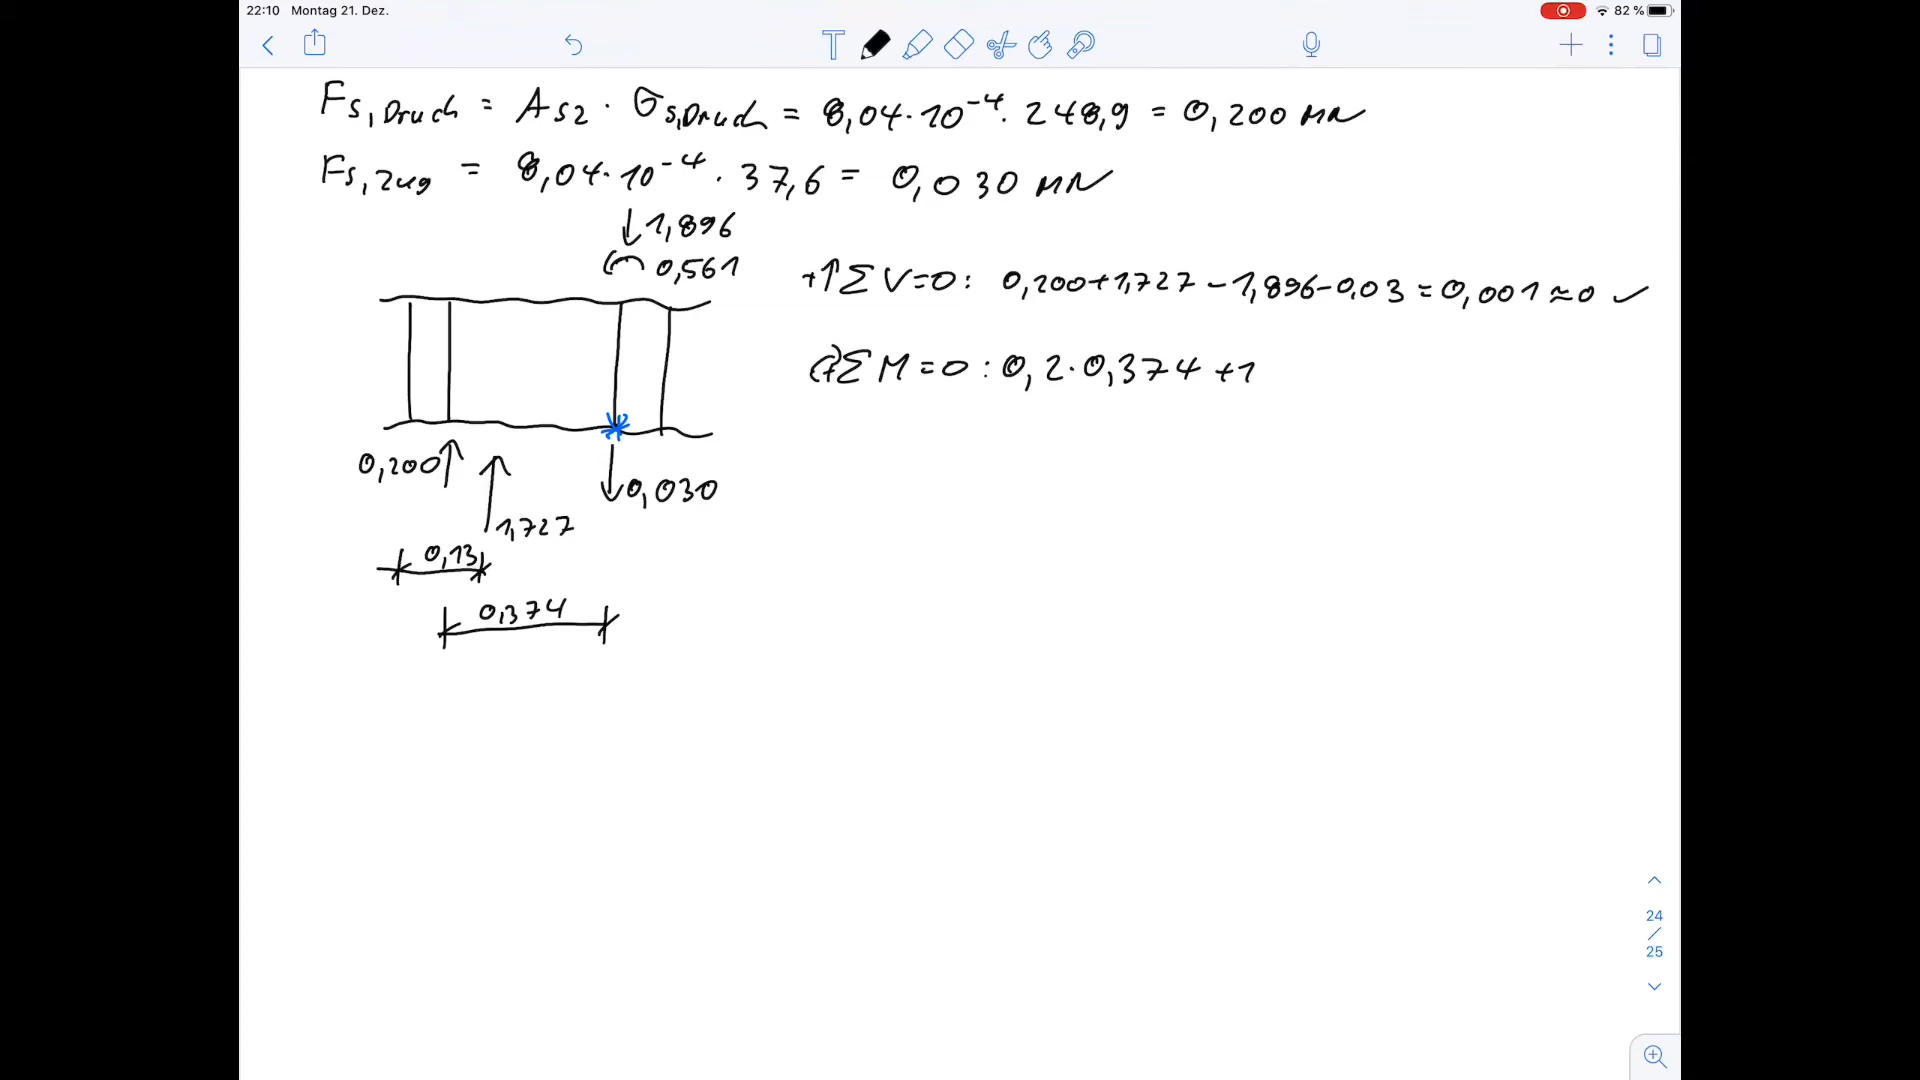 22:10 Montag 21. Dez.
82 %
Fs,Druck = As2 · σs,Druck = 8,04·10⁻⁴ · 248,9 = 0,200 MN
Fs,Zug = 8,04·10⁻⁴ · 37,6 = 0,030 MN
↓1,896
0,561
+↑ΣV=0: 0,200+1,727-1,896-0,03=0,001≈0 ✓
(+)ΣM=0: 0,2·0,374+1
0,200
0,030
1,727
0,13
0,374
24
/
25